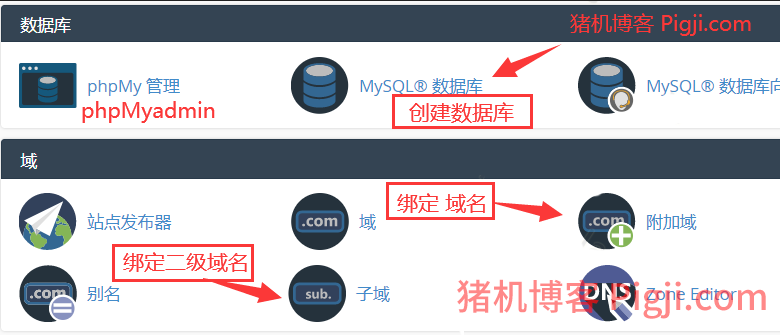 数据库
猪机博客 Pigji.com
phpMy 管理
MySQL® 数据库
MySQL® 数据库向
phpMyadmin
创建数据库
域
绑定 域名
站点发布器
.com
域
.com
附加域
绑定二级域名
.com
别名
sub.
子域
DNS
Zone Editor
猪机博客 Pigji.com